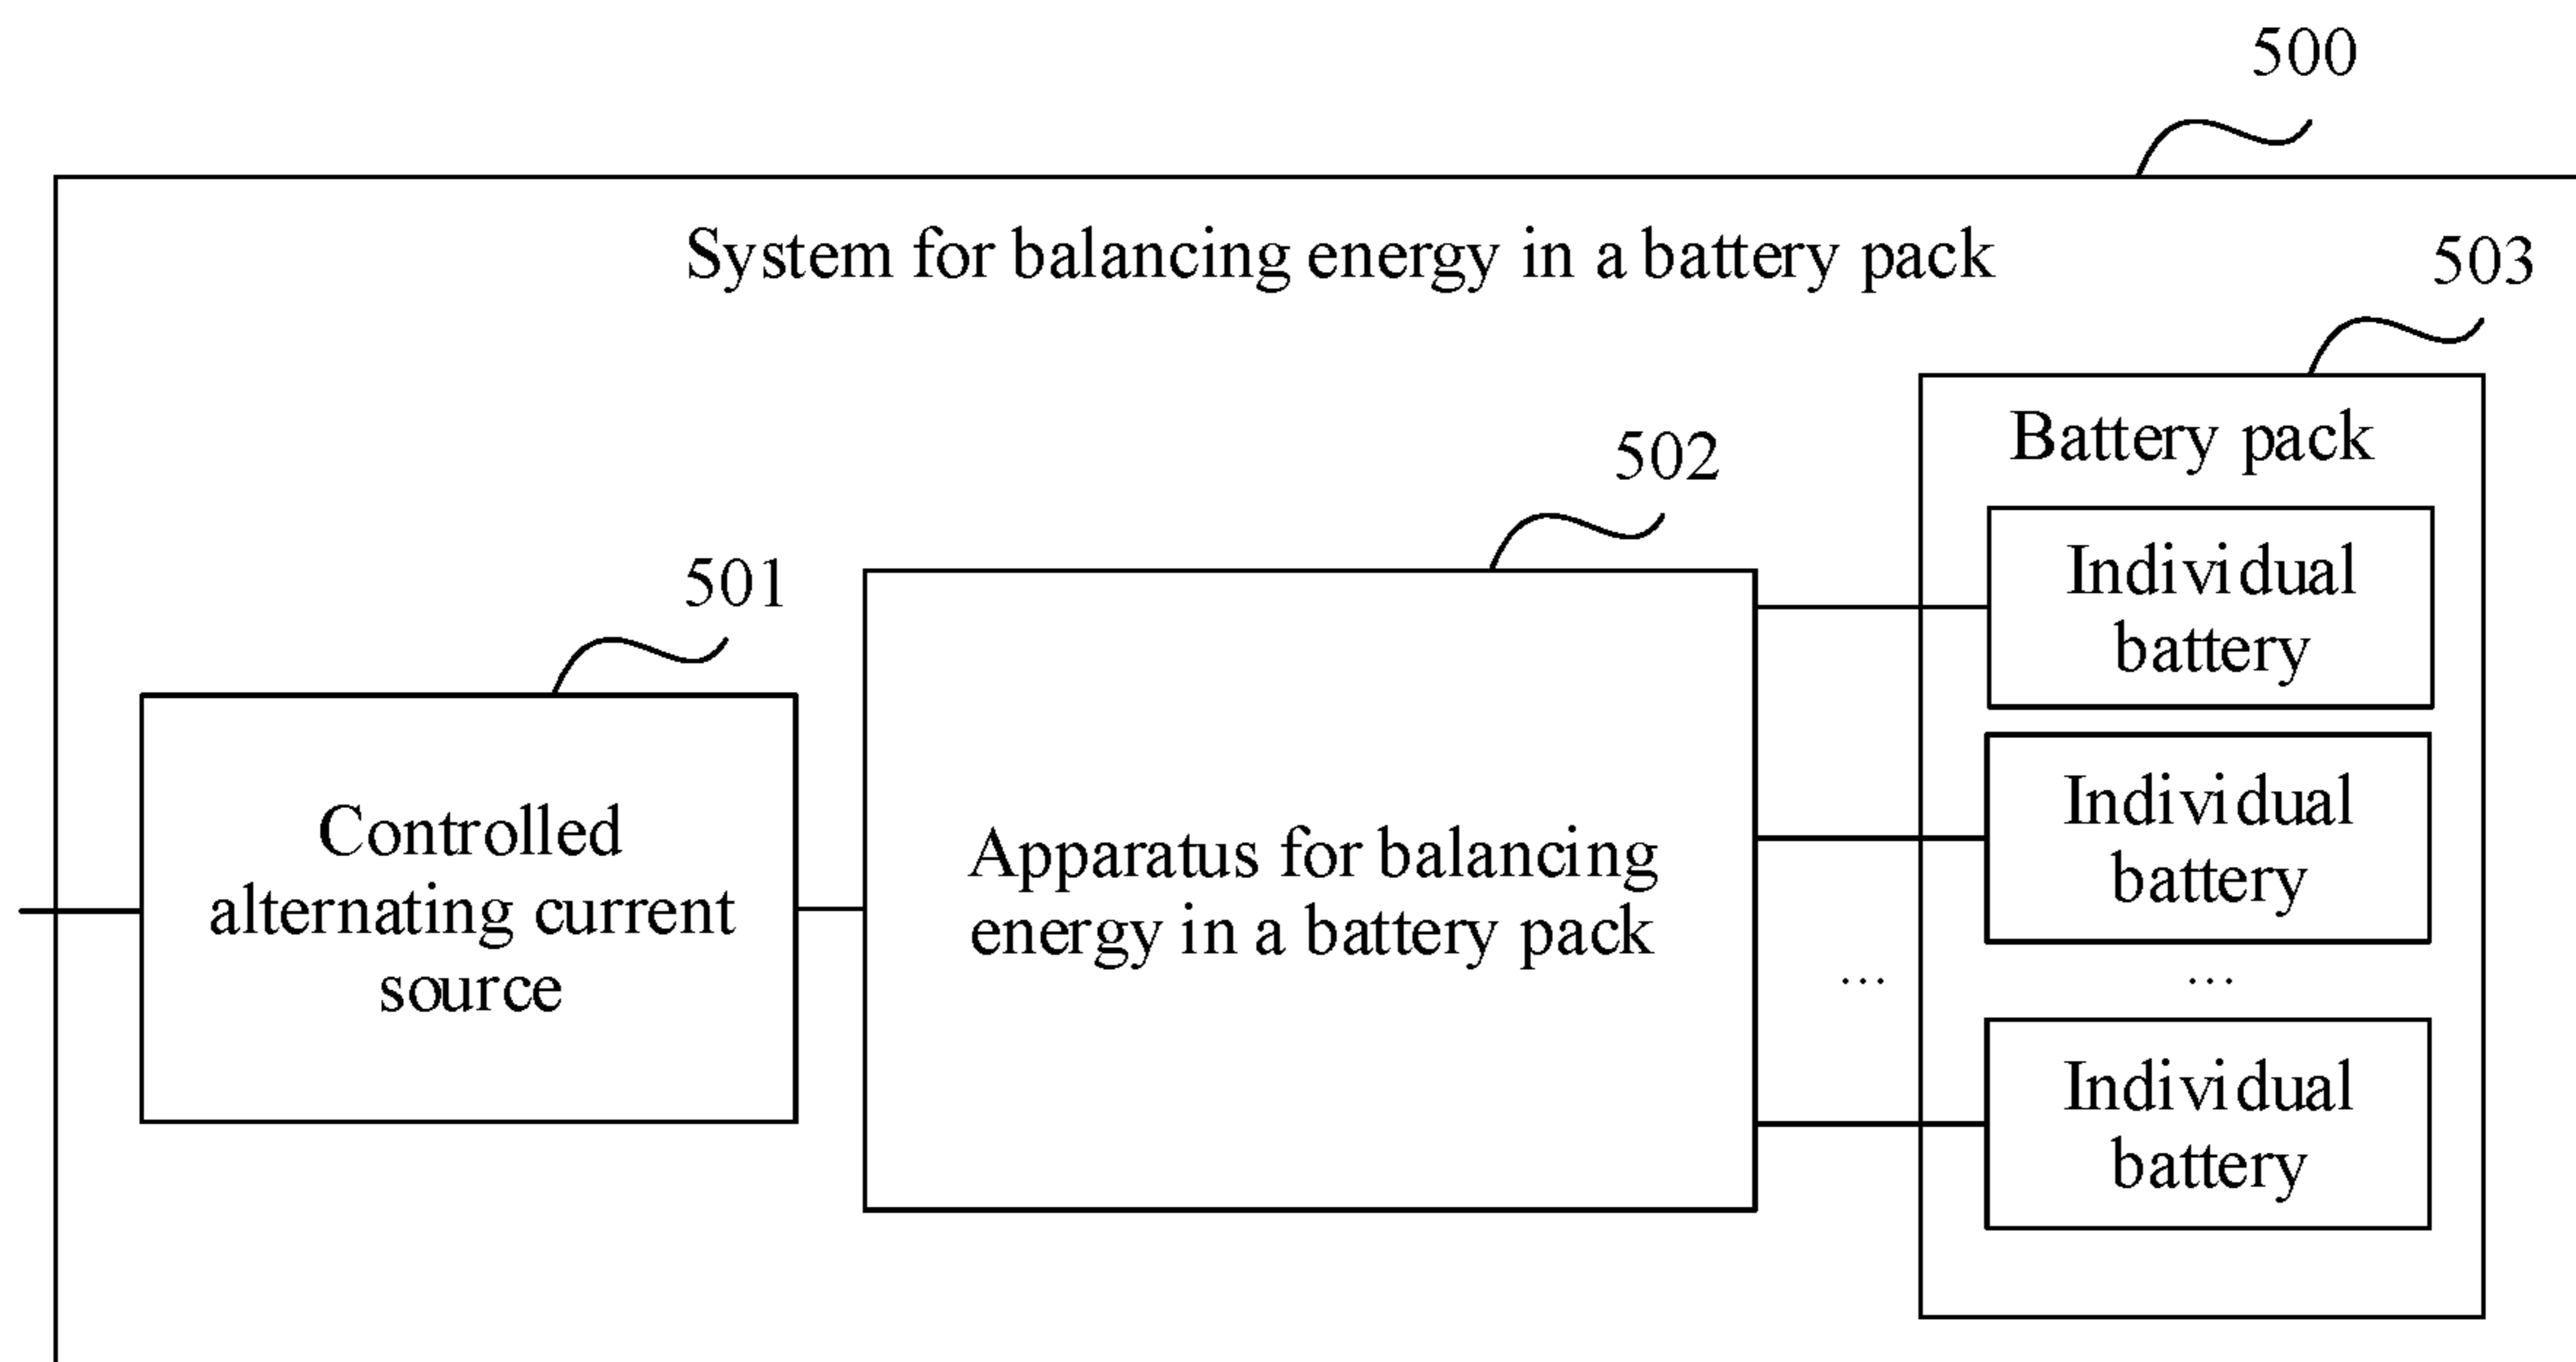 500
System for balancing energy in a battery pack
503
Battery pack
502
501
Individual
battery
Controlled
alternating current
source
Apparatus for balancing
energy in a battery pack
Individual
battery
...
...
Individual
battery